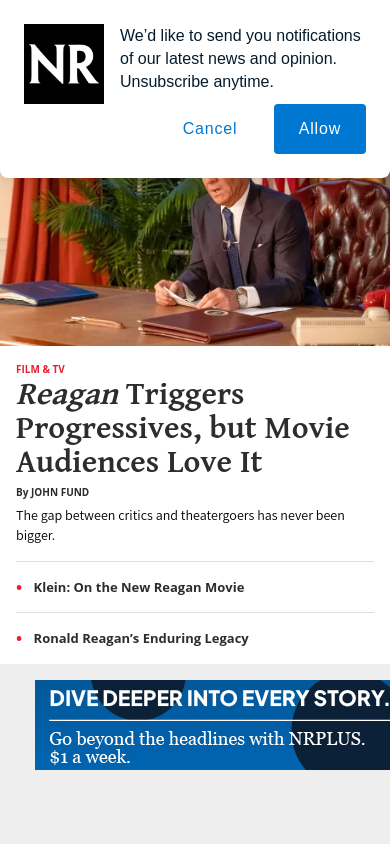 NR
We’d like to send you notifications
of our latest news and opinion.
Unsubscribe anytime.
Cancel
Allow
FILM & TV
Reagan Triggers
Progressives, but Movie
Audiences Love It
By JOHN FUND
The gap between critics and theatergoers has never been
bigger.
Klein: On the New Reagan Movie
Ronald Reagan’s Enduring Legacy
DIVE DEEPER INTO EVERY STORY.
Go beyond the headlines with NRPLUS.
$1 a week.